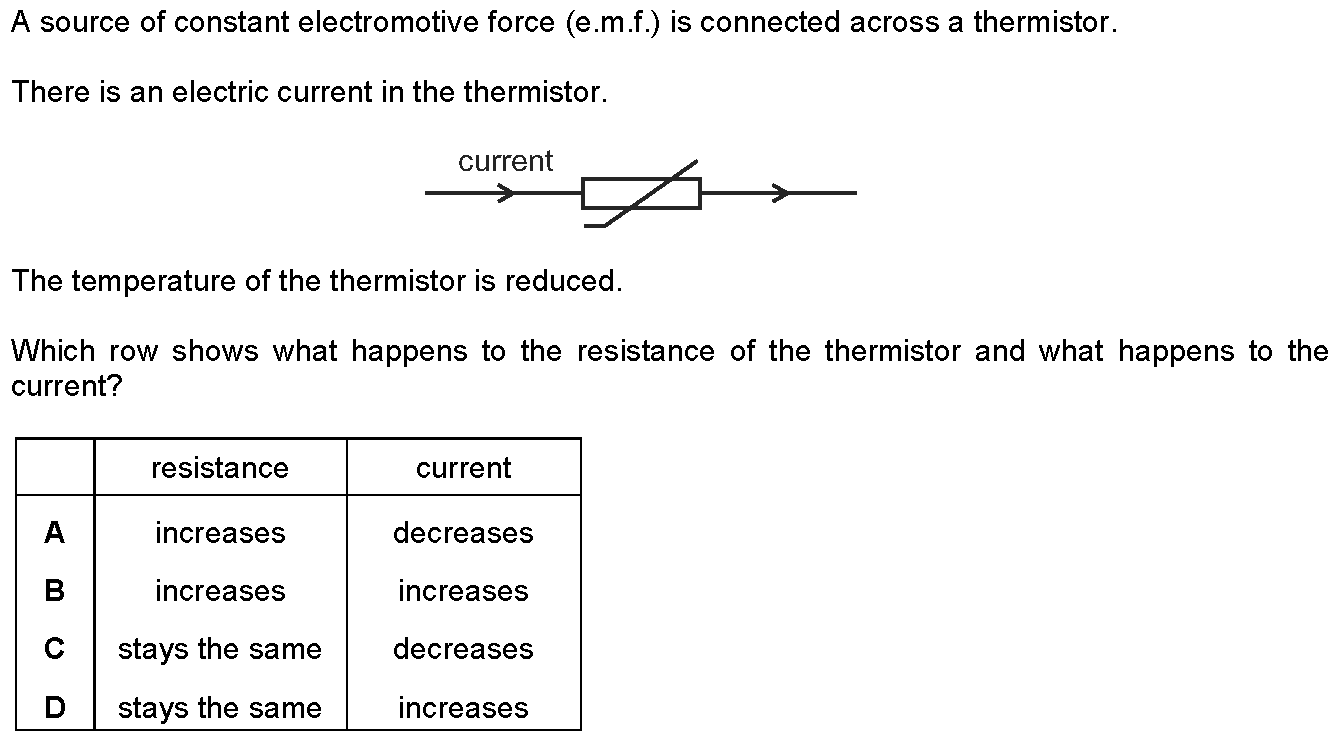 A source of constant electromotive force (e.m.f.) is connected across a thermistor.
There is an electric current in the thermistor.
current
The temperature of the thermistor is reduced.
Which row shows what happens to the resistance of the thermistor and what happens to the
current?
resistance current
A increases decreases
B increases increases
C stays the same decreases
D stays the same increases